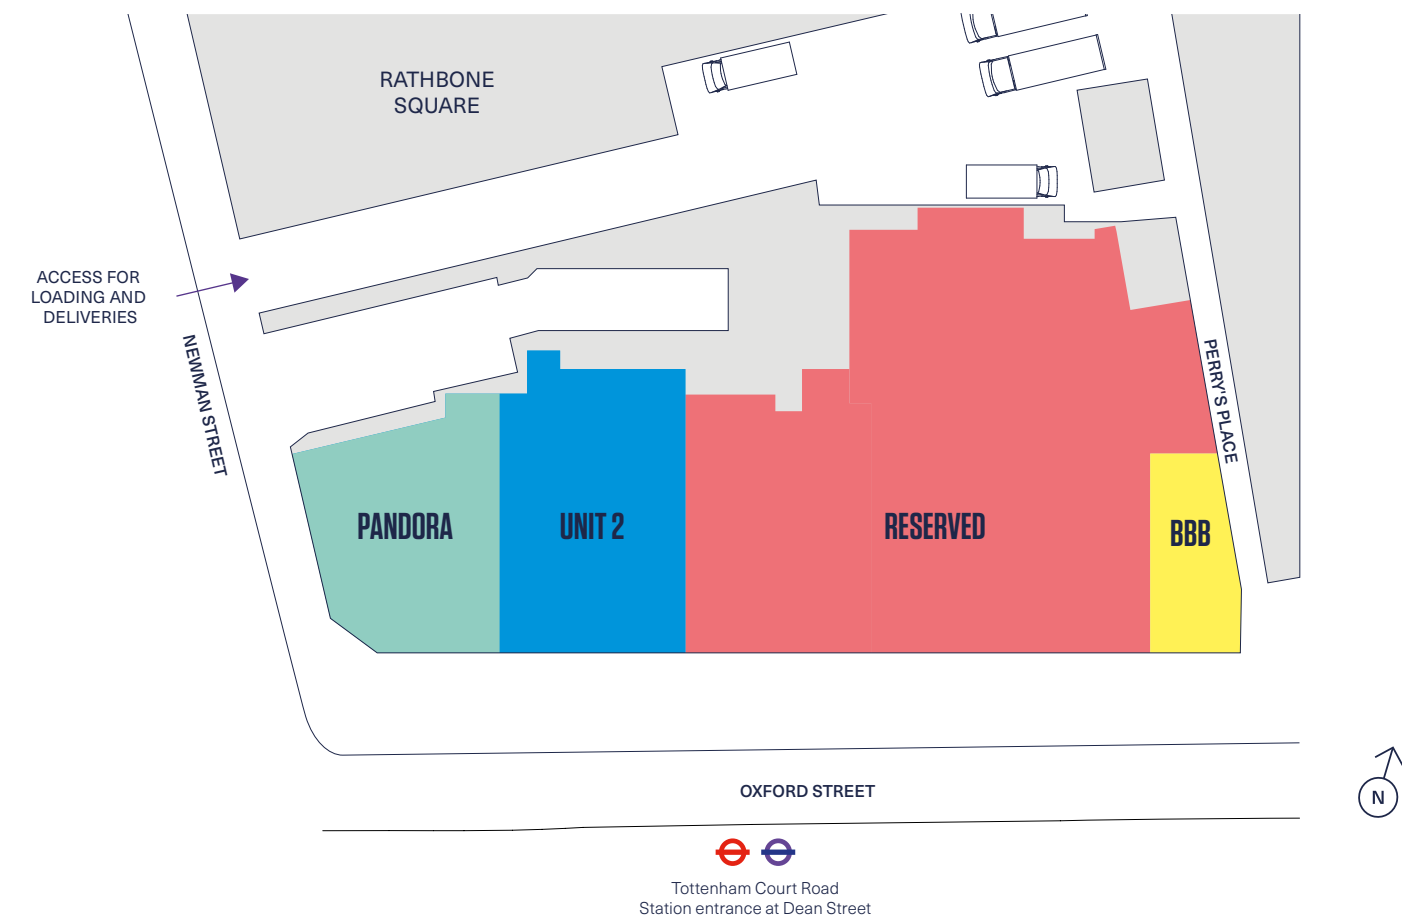 RATHBONE
SQUARE
ACCESS FOR
LOADING AND
DELIVERIES
NEWMAN STREET
PERRY'S PLACE
PANDORA
UNIT 2
RESERVED
BBB
OXFORD STREET
N
Tottenham Court Road
Station entrance at Dean Street